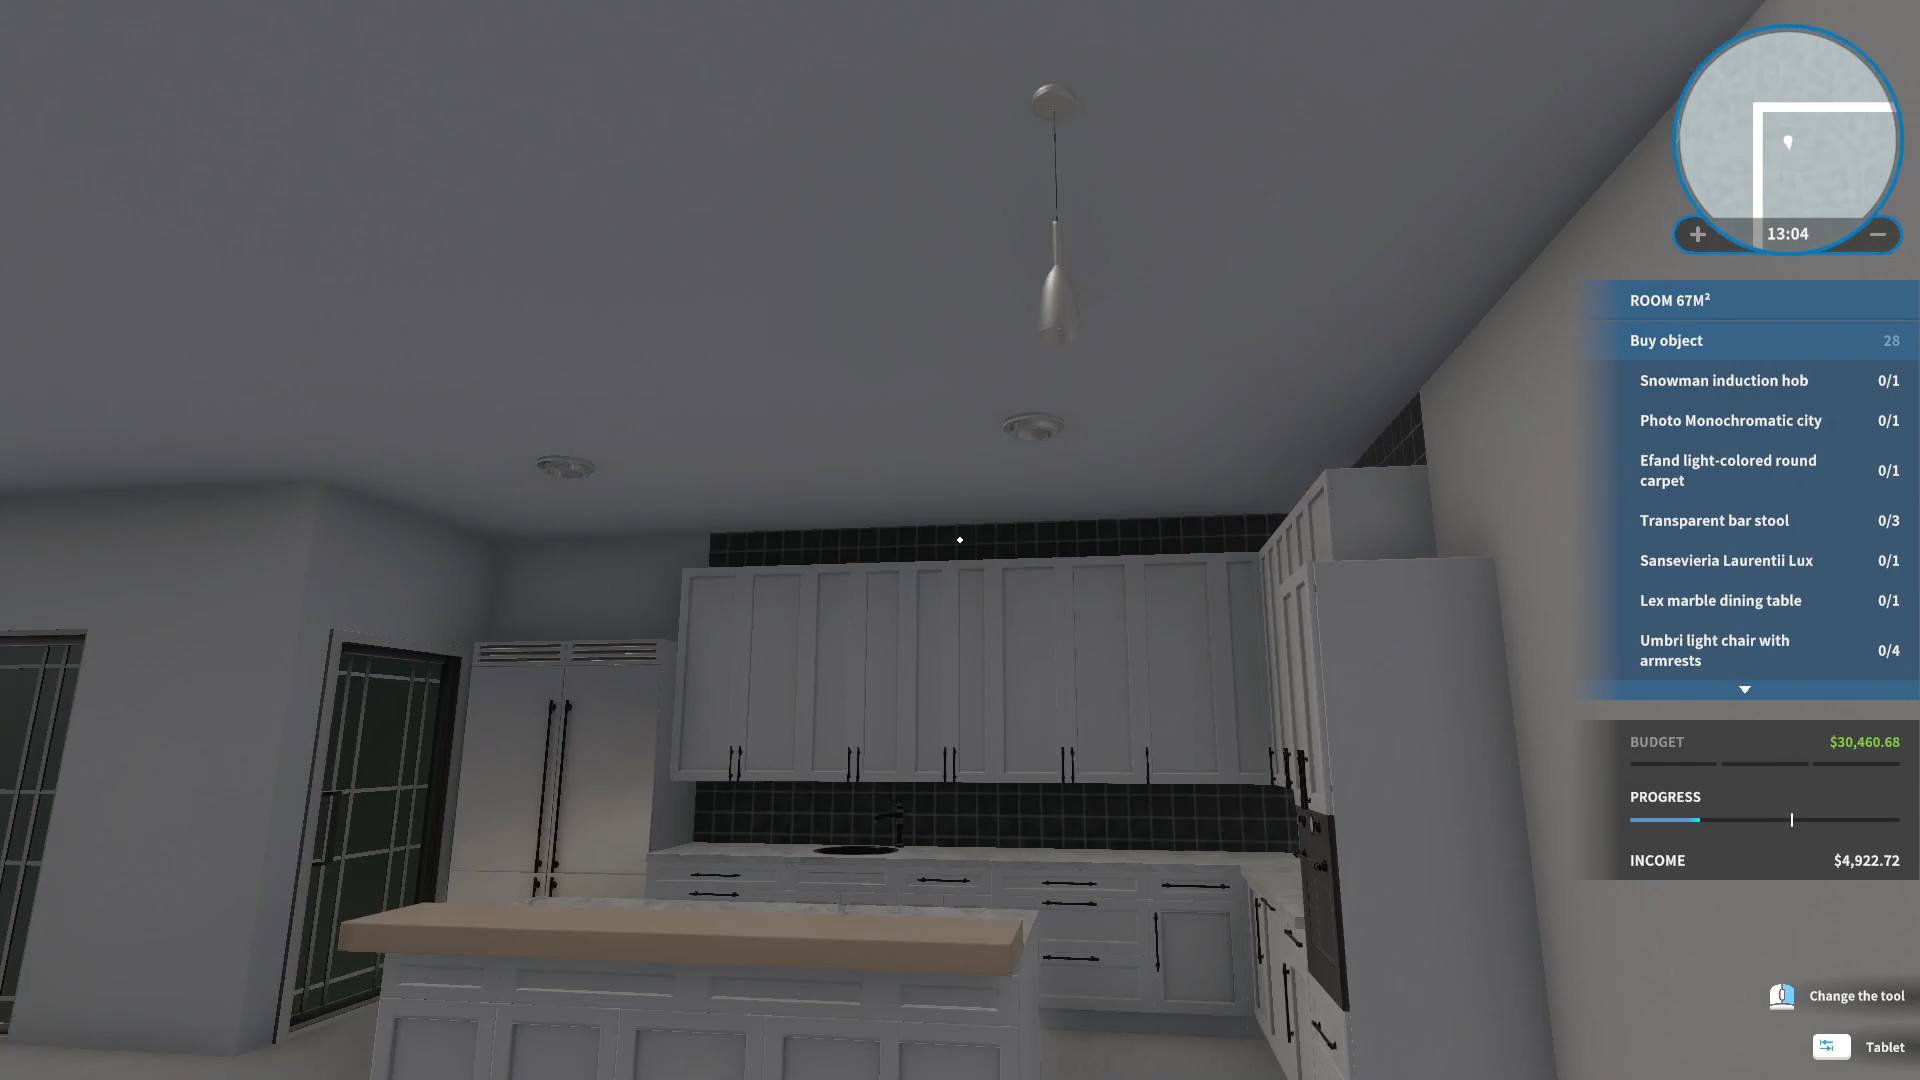 13:04
ROOM 67M²
Buy object 28
Snowman induction hob 0/1
Photo Monochromatic city 0/1
Efand light-colored round
carpet 0/1
Transparent bar stool 0/3
Sansevieria Laurentii Lux 0/1
Lex marble dining table 0/1
Umbri light chair with
armrests 0/4
BUDGET $30,460.68
PROGRESS
INCOME $4,922.72
Change the tool
Tablet